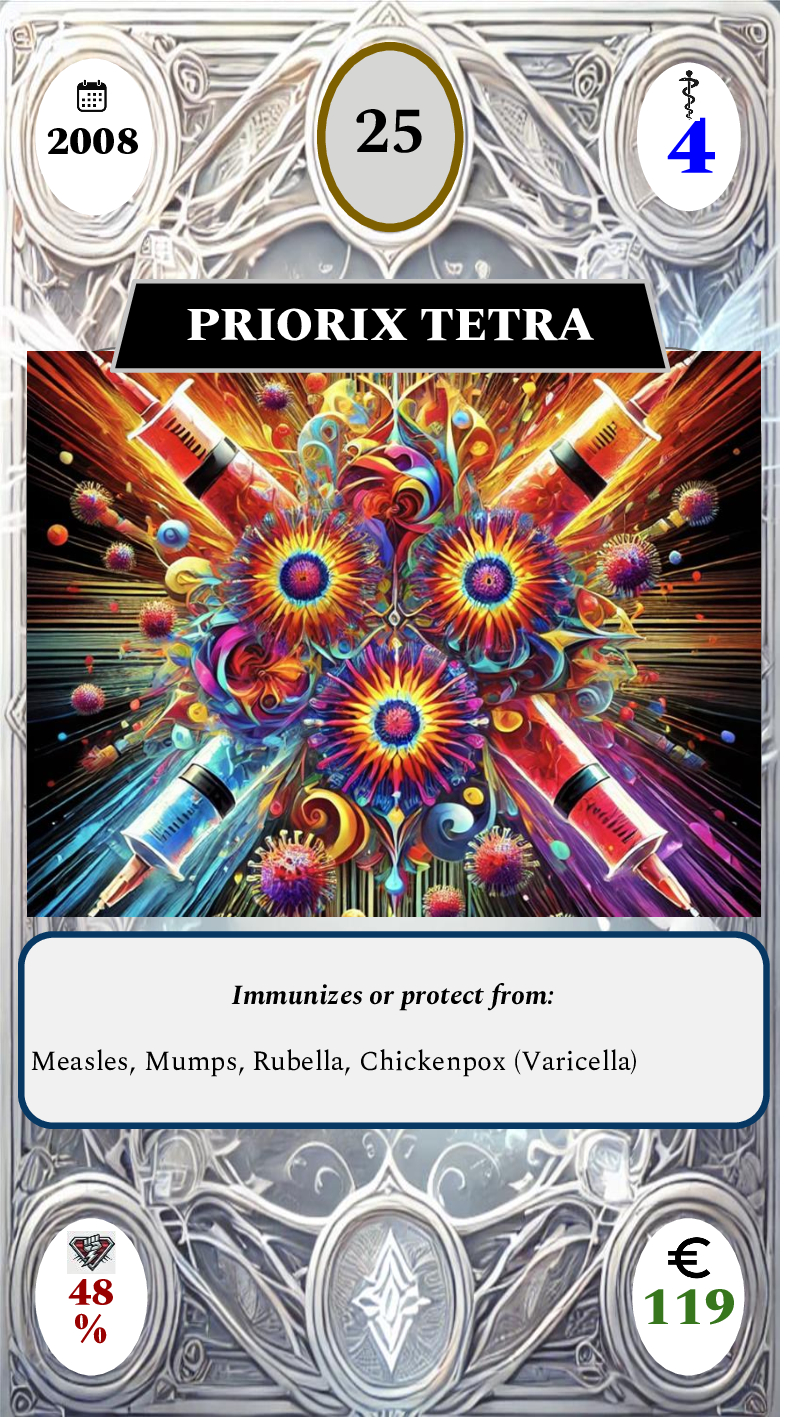 2008
25
4
PRIORIX TETRA
Immunizes or protect from:
Measles, Mumps, Rubella, Chickenpox (Varicella)
48
%
€
119